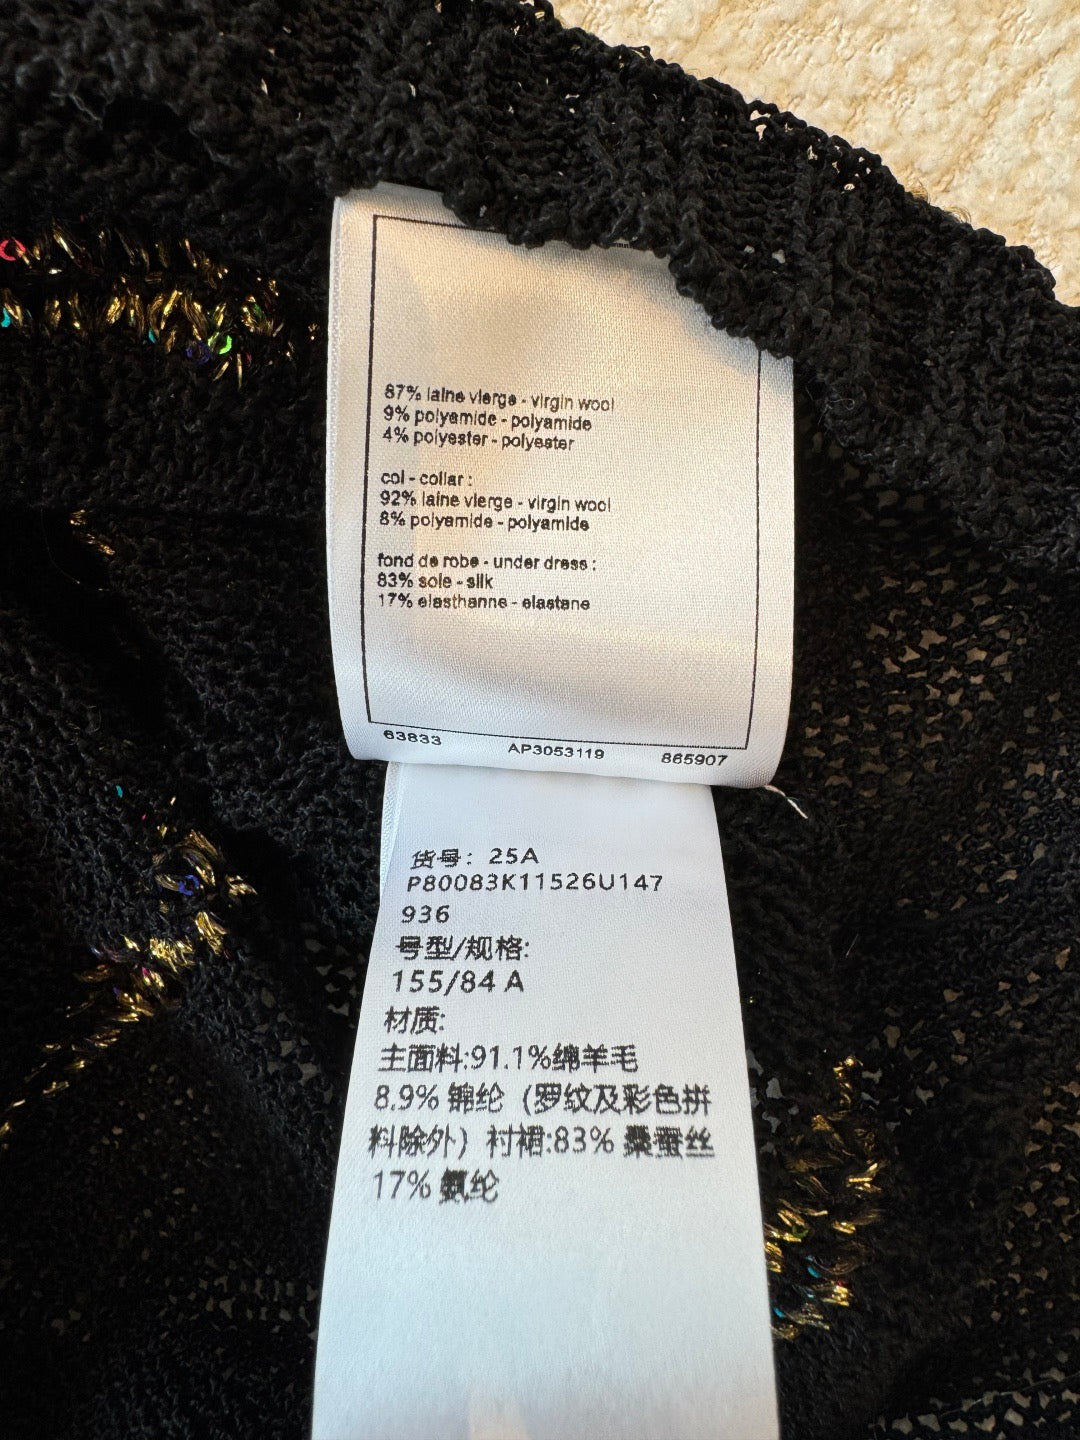 87% laine vierge - virgin wool
9% polyamide - polyamide
4% polyester - polyester
col - collar :
92% laine vierge - virgin wool
8% polyamide - polyamide
fond de robe - under dress :
83% soie - silk
17% elasthanne - elastane
63833 AP3053119 865907
货号: 25A
P80083K11526U147
936
号型/规格:
155/84 A
材质:
主面料:91.1%绵羊毛
8.9% 锦纶 (罗纹及彩色拼
料除外) 衬裙:83% 桑蚕丝
17% 氨纶